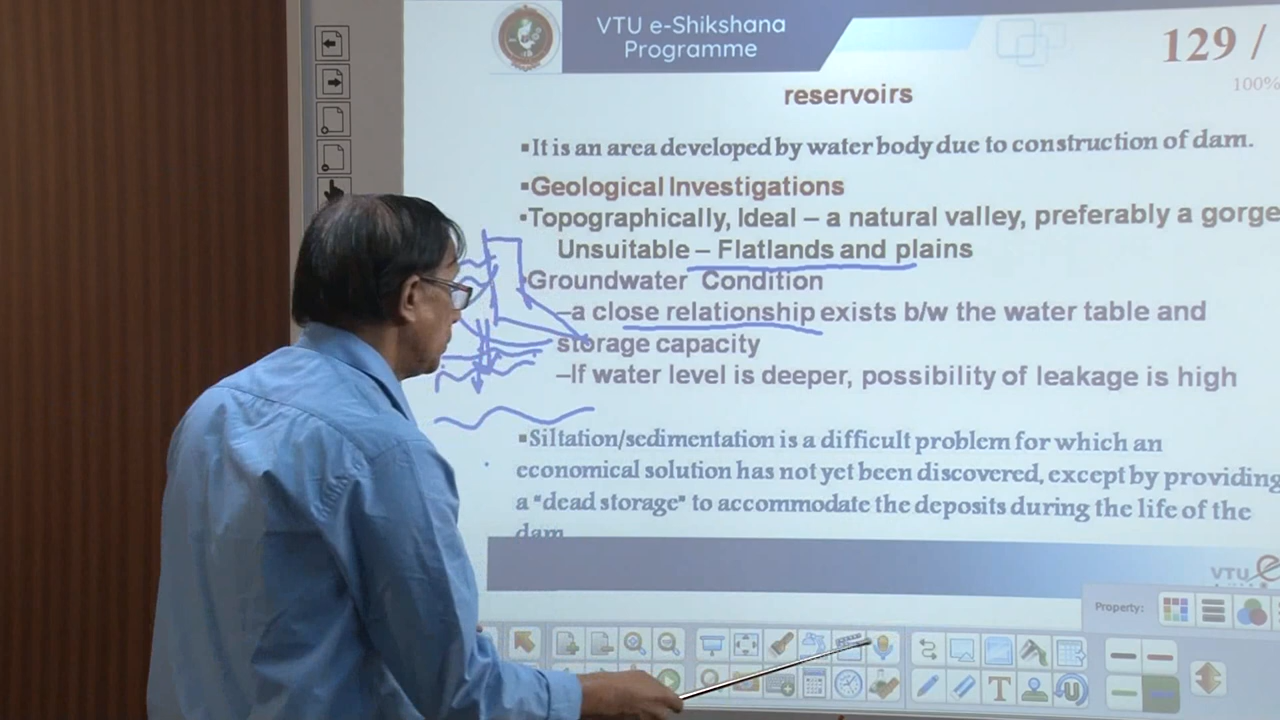 VTU e-Shikshana
Programme
129 /
100%
reservoirs
▪It is an area developed by water body due to construction of dam.
▪Geological Investigations
▪Topographically, Ideal – a natural valley, preferably a gorge
Unsuitable – Flatlands and plains
Groundwater Condition
–a close relationship exists b/w the water table and
storage capacity
–If water level is deeper, possibility of leakage is high
▪Siltation/sedimentation is a difficult problem for which an
economical solution has not yet been discovered, except by providing
a "dead storage" to accommodate the deposits during the life of the
dam
VTU e
Property: